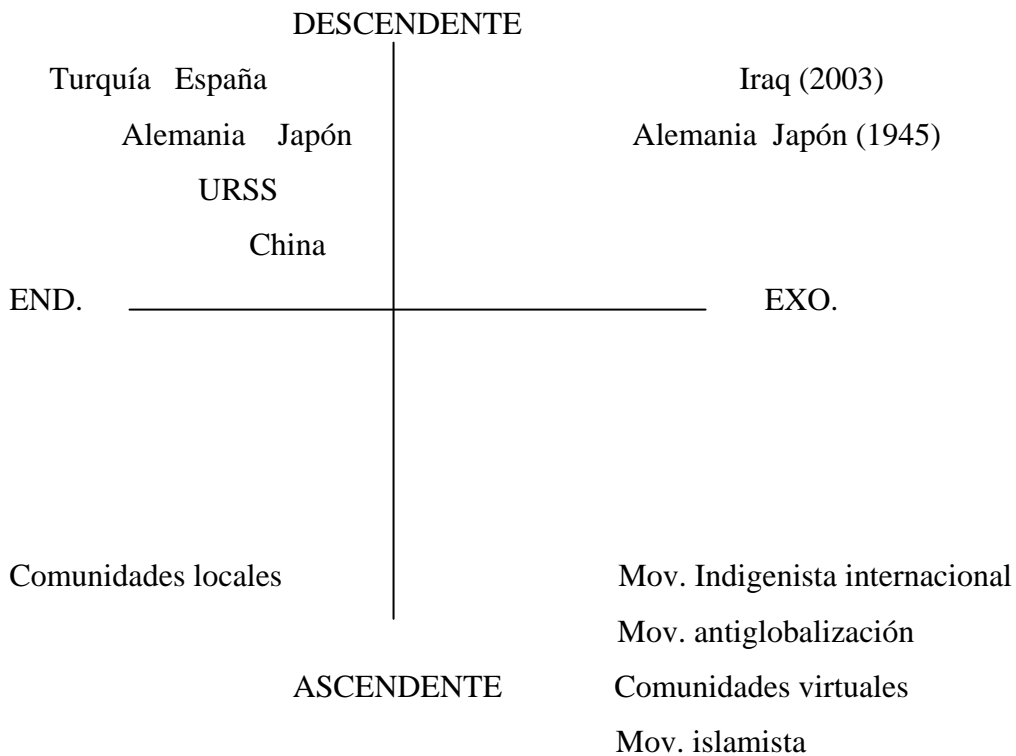 DESCENDENTE
Turquía España Iraq (2003)
Alemania Japón Alemania Japón (1945)
URSS
China
END. EXO.
Comunidades locales Mov. Indigenista internacional
Mov. antiglobalización
ASCENDENTE Comunidades virtuales
Mov. islamista